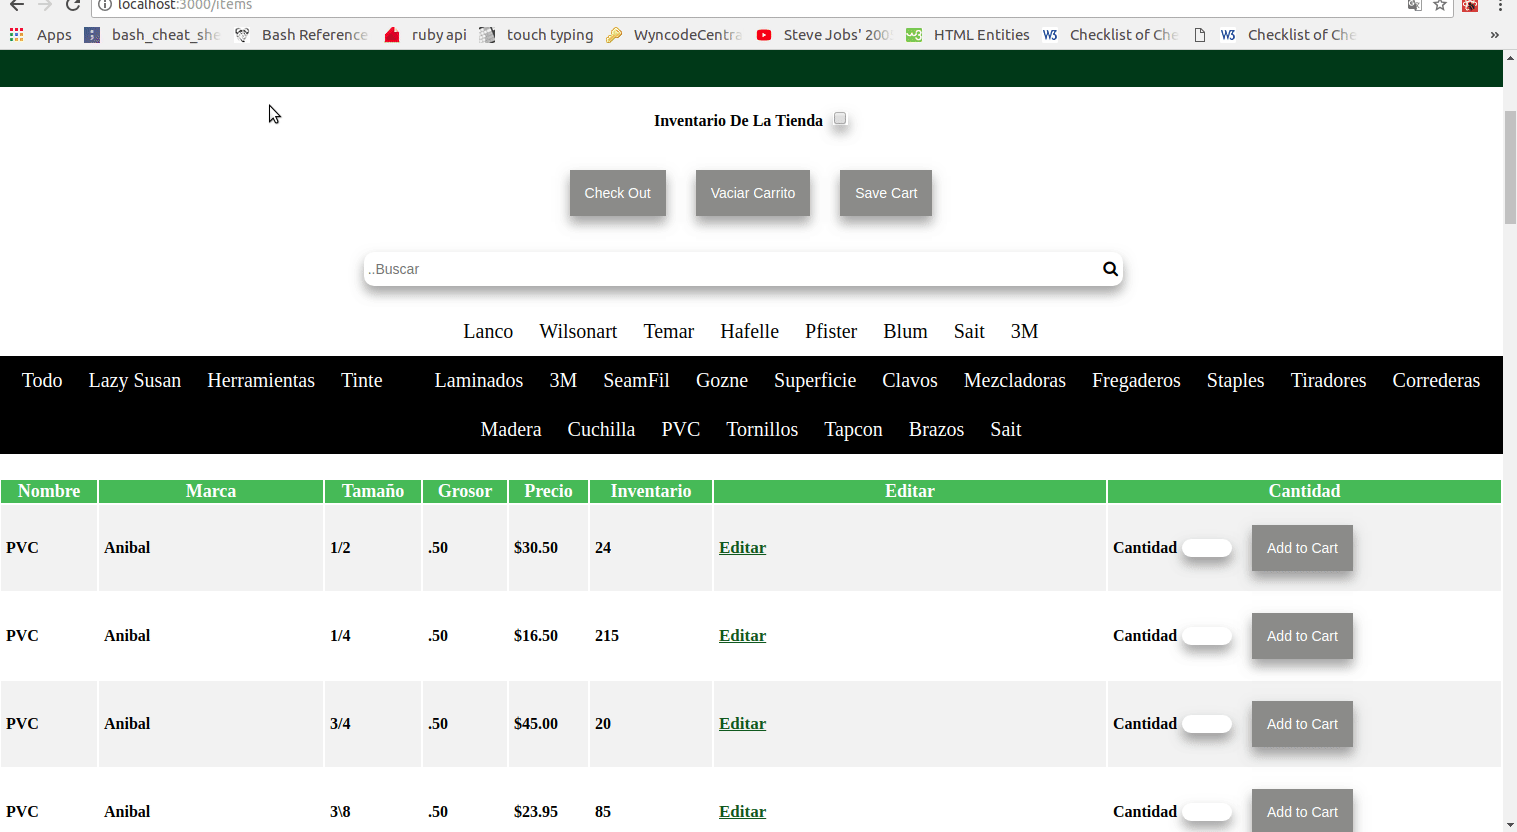 localhost:3000/items
Apps bash_cheat_she Bash Reference ruby api touch typing WyncodeCentra Steve Jobs' 200 HTML Entities W3 Checklist of Che W3 Checklist of Che »
Inventario De La Tienda
Check Out Vaciar Carrito Save Cart
..Buscar
Lanco Wilsonart Temar Hafelle Pfister Blum Sait 3M
Todo Lazy Susan Herramientas Tinte Laminados 3M SeamFil Gozne Superficie Clavos Mezcladoras Fregaderos Staples Tiradores Correderas
Madera Cuchilla PVC Tornillos Tapcon Brazos Sait
Nombre Marca Tamaño Grosor Precio Inventario Editar Cantidad
PVC Anibal 1/2 .50 $30.50 24 Editar Cantidad Add to Cart
PVC Anibal 1/4 .50 $16.50 215 Editar Cantidad Add to Cart
PVC Anibal 3/4 .50 $45.00 20 Editar Cantidad Add to Cart
PVC Anibal 3\8 .50 $23.95 85 Editar Cantidad Add to Cart